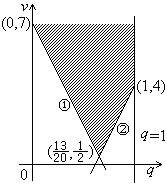 ν
(0,7)
①
(1,4)
②
q=1
(13/20, 1/2)
0
q